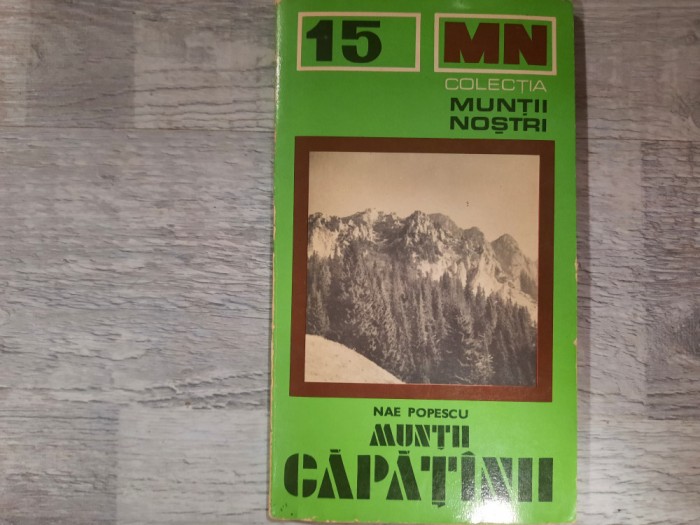 15
MN
COLECȚIA
MUNȚII
NOȘTRI
NAE POPESCU
MUNȚII
CĂPĂȚÎNII